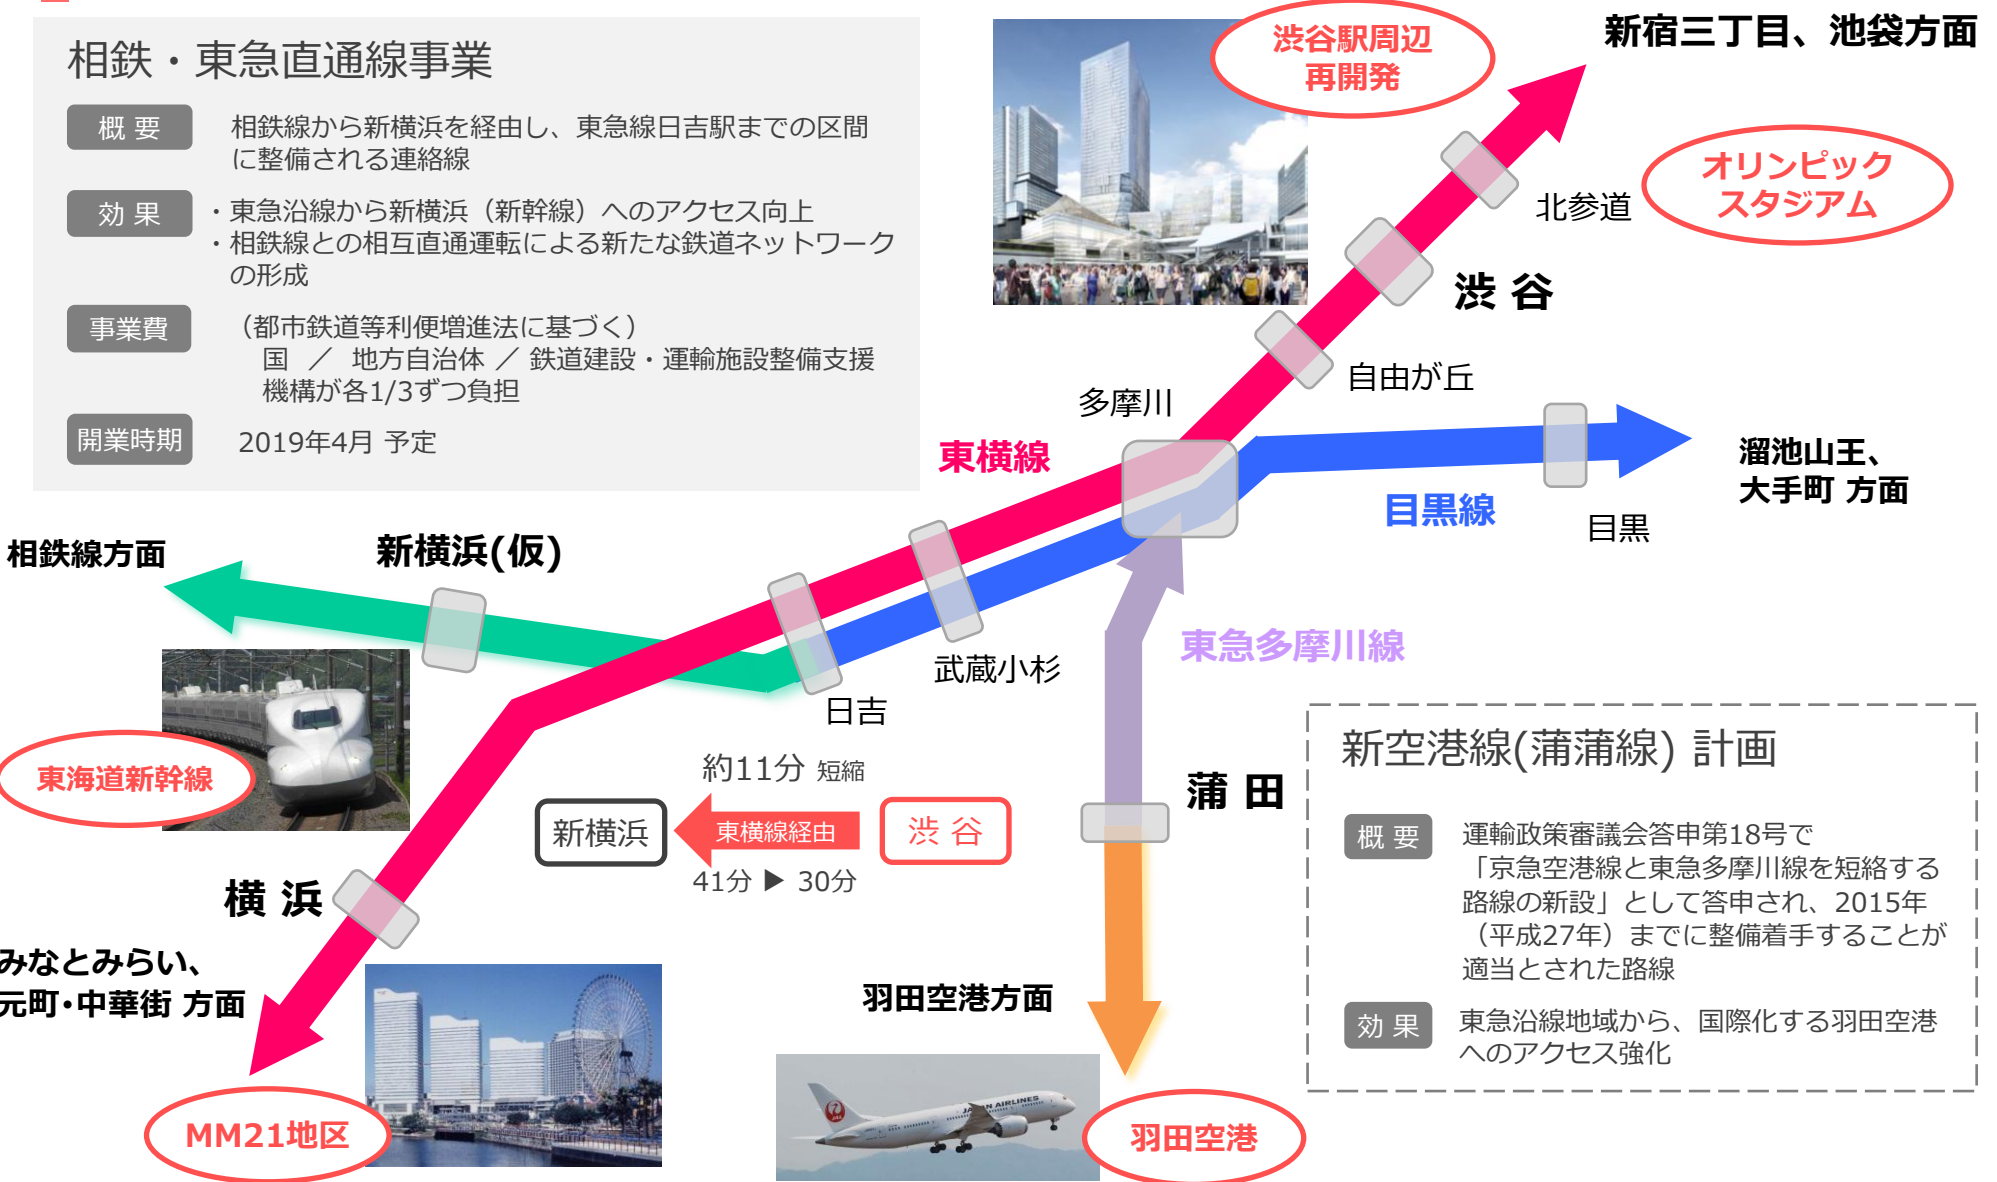 相鉄・東急直通線事業
概 要
相鉄線から新横浜を経由し、東急線日吉駅までの区間
に整備される連絡線
効 果
・東急沿線から新横浜（新幹線）へのアクセス向上
・相鉄線との相互直通運転による新たな鉄道ネットワーク
の形成
事業費
（都市鉄道等利便増進法に基づく）
国 ／ 地方自治体 ／ 鉄道建設・運輸施設整備支援
機構が各1/3ずつ負担
開業時期
2019年4月 予定
渋谷駅周辺
再開発
新宿三丁目、池袋方面
オリンピック
スタジアム
北参道
渋 谷
自由が丘
多摩川
東横線
目黒線
溜池山王、
大手町 方面
目黒
相鉄線方面
新横浜(仮)
武蔵小杉
東急多摩川線
日吉
東海道新幹線
約11分 短縮
新横浜
東横線経由
渋 谷
41分 ▶ 30分
蒲 田
横 浜
みなとみらい、
元町・中華街 方面
MM21地区
羽田空港方面
JAPAN AIRLINES
羽田空港
新空港線(蒲蒲線) 計画
概 要
運輸政策審議会答申第18号で
「京急空港線と東急多摩川線を短絡する
路線の新設」として答申され、2015年
（平成27年）までに整備着手することが
適当とされた路線
効 果
東急沿線地域から、国際化する羽田空港
へのアクセス強化